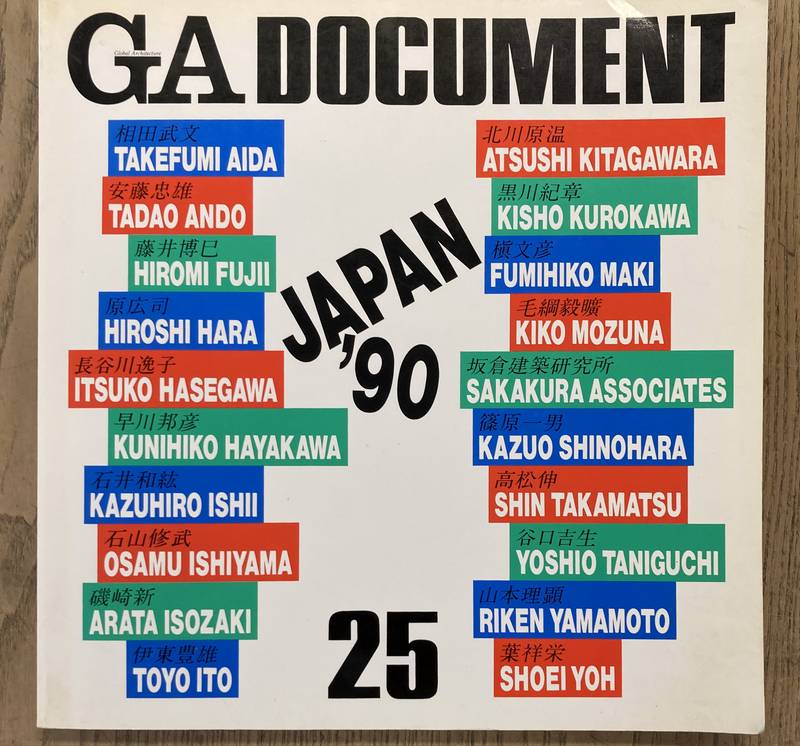 GA DOCUMENT
Global Architecture
相田武文
TAKEFUMI AIDA
安藤忠雄
TADAO ANDO
藤井博巳
HIROMI FUJII
原広司
HIROSHI HARA
長谷川逸子
ITSUKO HASEGAWA
早川邦彦
KUNIHIKO HAYAKAWA
石井和紘
KAZUHIRO ISHII
石山修武
OSAMU ISHIYAMA
磯崎新
ARATA ISOZAKI
伊東豊雄
TOYO ITO
JAPAN
'90
25
北川原温
ATSUSHI KITAGAWARA
黒川紀章
KISHO KUROKAWA
槇文彦
FUMIHIKO MAKI
毛綱毅曠
KIKO MOZUNA
坂倉建築研究所
SAKAKURA ASSOCIATES
篠原一男
KAZUO SHINOHARA
高松伸
SHIN TAKAMATSU
谷口吉生
YOSHIO TANIGUCHI
山本理顕
RIKEN YAMAMOTO
葉祥栄
SHOEI YOH